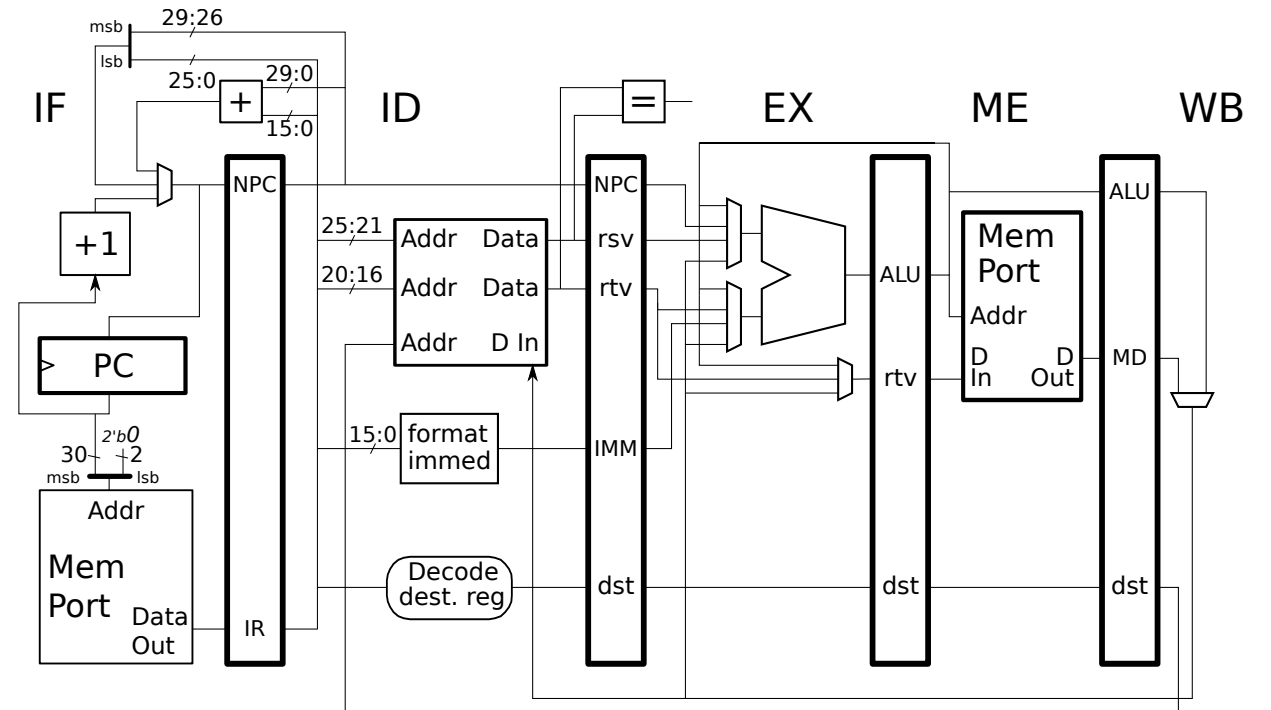 29:26
msb
lsb
25:0
29:0
+
=
15:0
IF
ID
EX
ME
WB
NPC
NPC
ALU
+1
25:21
Addr
Data
rsv
Mem
Port
20:16
Addr
Data
rtv
ALU
Addr
Addr
D In
PC
D
In
D
Out
MD
rtv
2'b0
30
2
msb
lsb
15:0
format
immed
IMM
Addr
Mem
Port
Data
Out
IR
Decode
dest. reg
dst
dst
dst